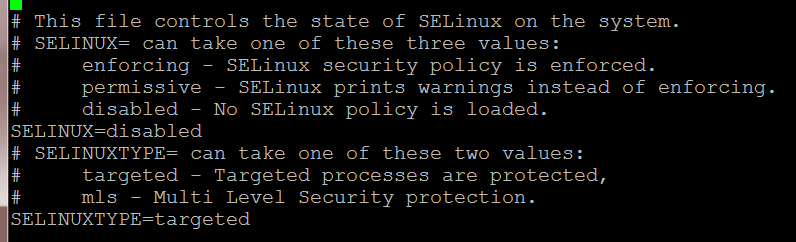 # This file controls the state of SELinux on the system.
# SELINUX= can take one of these three values:
#     enforcing - SELinux security policy is enforced.
#     permissive - SELinux prints warnings instead of enforcing.
#     disabled - No SELinux policy is loaded.
SELINUX=disabled
# SELINUXTYPE= can take one of these two values:
#     targeted - Targeted processes are protected,
#     mls - Multi Level Security protection.
SELINUXTYPE=targeted